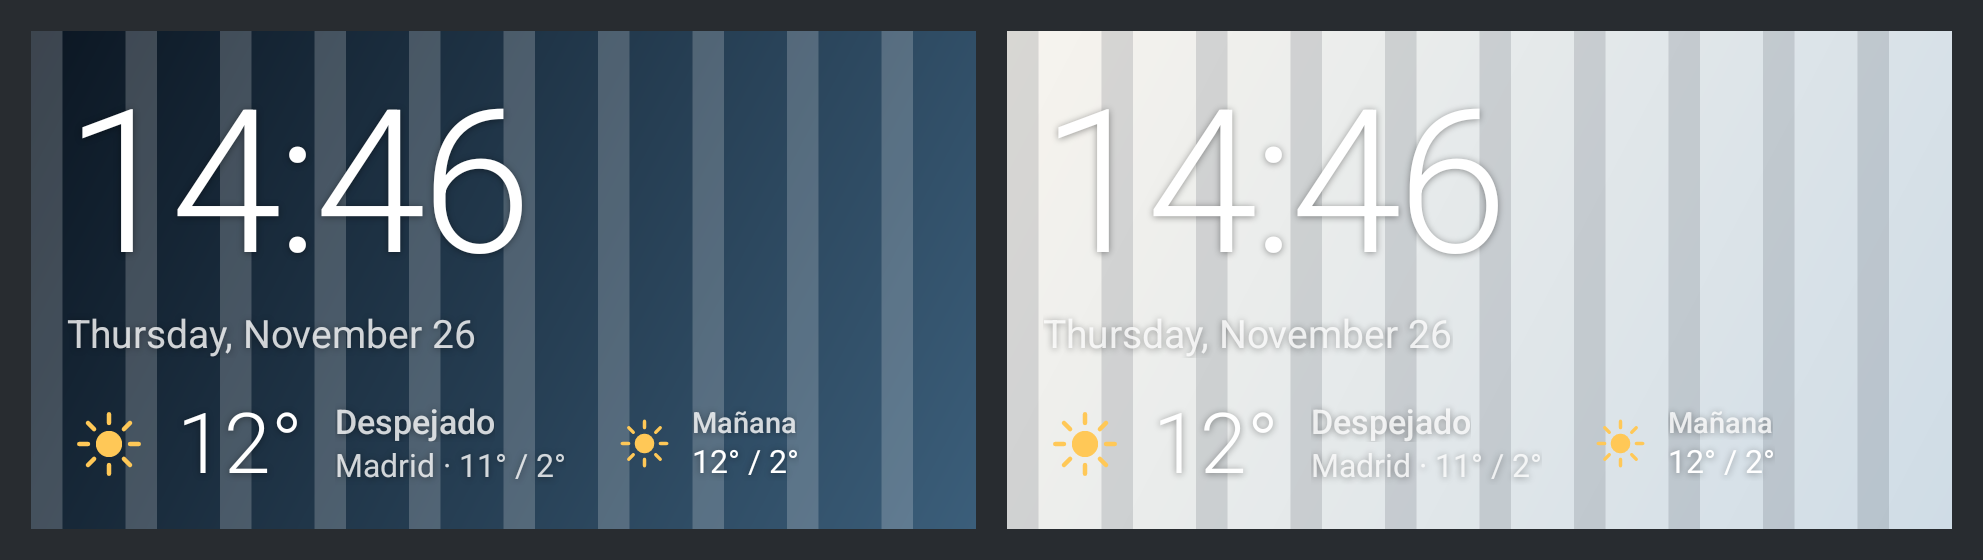 14:46
Thursday, November 26
12°
Despejado
Madrid · 11° / 2°
Mañana
12° / 2°
14:46
Thursday, November 26
12°
Despejado
Madrid · 11° / 2°
Mañana
12° / 2°